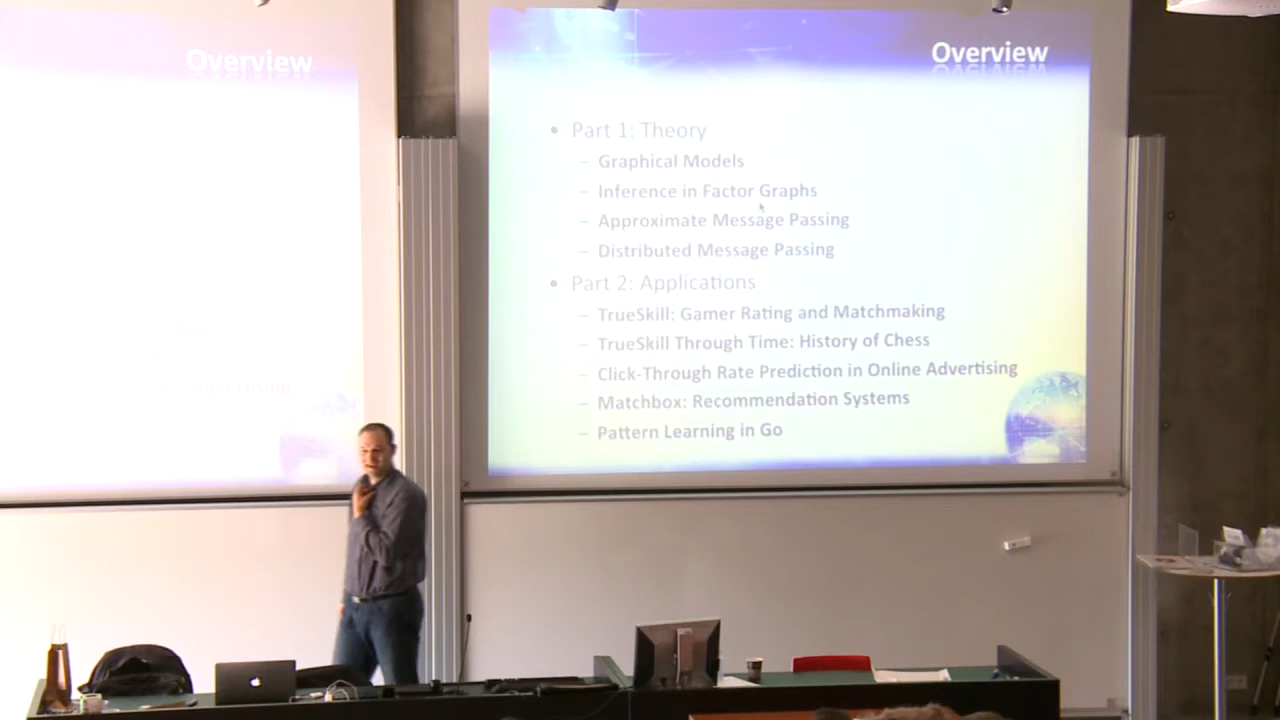 Overview
Overview
• Part 1: Theory
– Graphical Models
– Inference in Factor Graphs
– Approximate Message Passing
– Distributed Message Passing
• Part 2: Applications
– TrueSkill: Gamer Rating and Matchmaking
– TrueSkill Through Time: History of Chess
– Click-Through Rate Prediction in Online Advertising
– Matchbox: Recommendation Systems
– Pattern Learning in Go